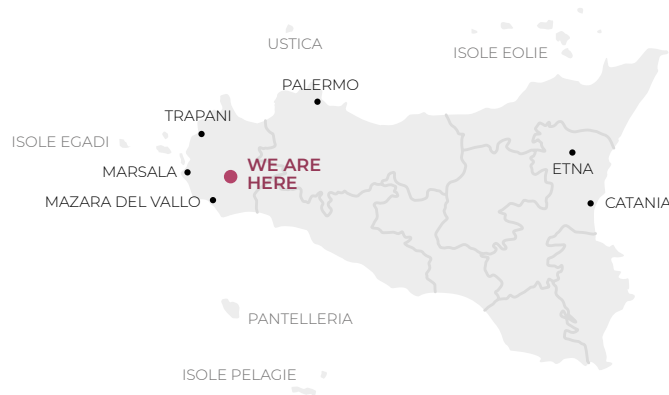 USTICA
ISOLE EOLIE
PALERMO
TRAPANI
ISOLE EGADI
WE ARE
HERE
ETNA
MARSALA
MAZARA DEL VALLO
CATANIA
PANTELLERIA
ISOLE PELAGIE